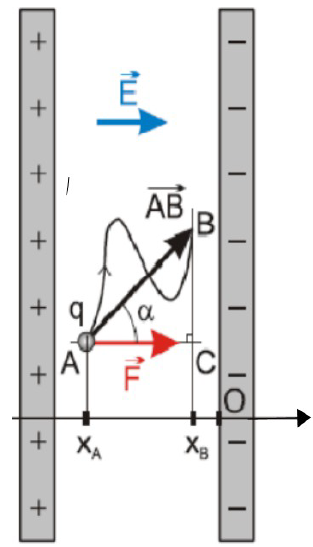 + −
+ −
E⃗
+ −
AB⃗
B
+ −
q α
+ −
A F⃗ C
+ −
O
+ −
x_A x_B
+ −